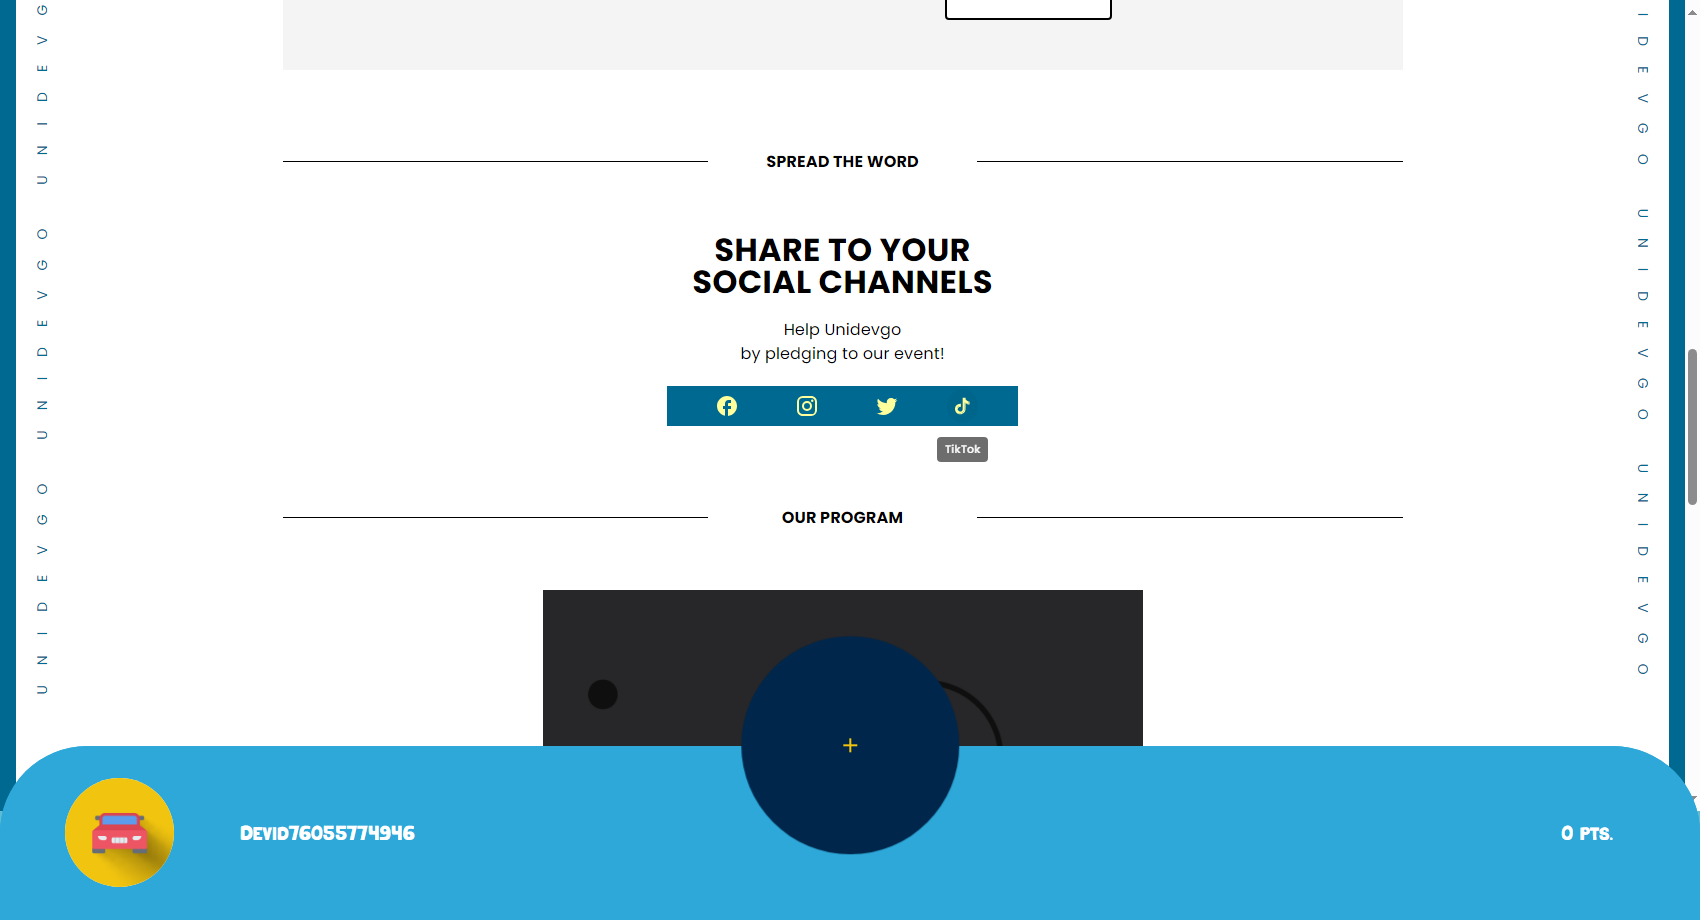 UNIDEVGO UNIDEVGO UNIDEVGO
SPREAD THE WORD
SHARE TO YOUR
SOCIAL CHANNELS
Help Unidevgo
by pledging to our event!
TikTok
OUR PROGRAM
+
DEVID76055774946
0 PTS.
IDEVGO UNIDEVGO UNIDEVGO